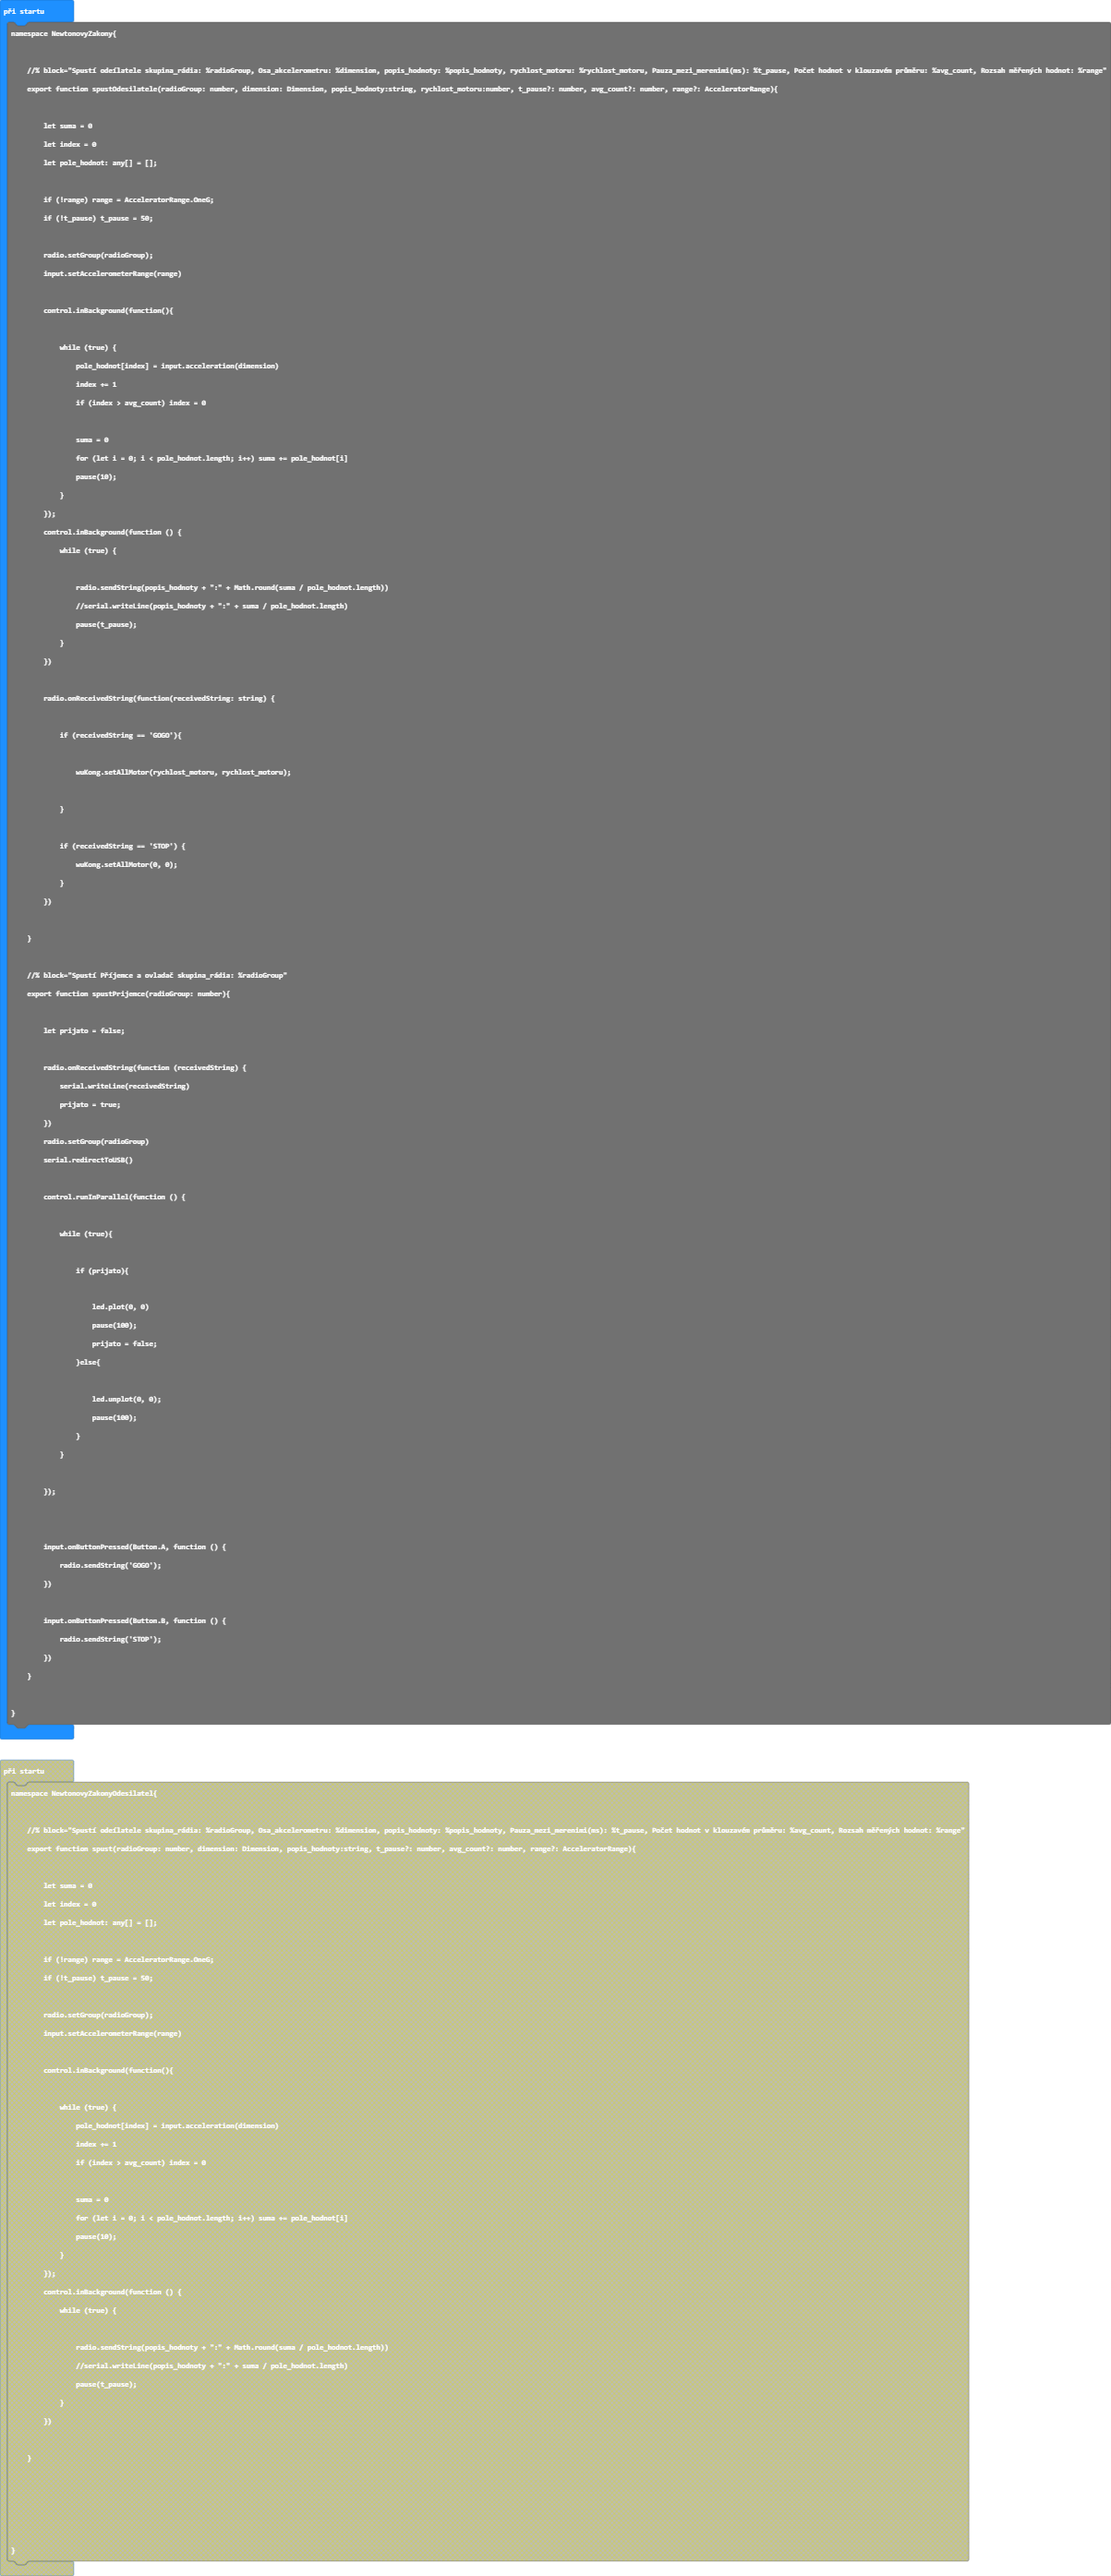 při startu
namespace NewtonovyZakony{
//% block="Spustí odeílatele skupina_rádia: %radioGroup, Osa_akcelerometru: %dimension, popis_hodnoty: %popis_hodnoty, rychlost_motoru: %rychlost_motoru, Pauza_mezi_merenimi(ms): %t_pause, Počet hodnot v klouzavém průměru: %avg_count, Rozsah měřených hodnot: %range"
export function spustOdesilatele(radioGroup: number, dimension: Dimension, popis_hodnoty:string, rychlost_motoru:number, t_pause?: number, avg_count?: number, range?: AcceleratorRange){
let suma = 0
let index = 0
let pole_hodnot: any[] = [];
if (!range) range = AcceleratorRange.OneG;
if (!t_pause) t_pause = 50;
radio.setGroup(radioGroup);
input.setAccelerometerRange(range)
control.inBackground(function(){
while (true) {
pole_hodnot[index] = input.acceleration(dimension)
index += 1
if (index > avg_count) index = 0
suma = 0
for (let i = 0; i < pole_hodnot.length; i++) suma += pole_hodnot[i]
pause(10);
}
});
control.inBackground(function () {
while (true) {
radio.sendString(popis_hodnoty + ":" + Math.round(suma / pole_hodnot.length))
//serial.writeLine(popis_hodnoty + ":" + suma / pole_hodnot.length)
pause(t_pause);
}
})
radio.onReceivedString(function(receivedString: string) {
if (receivedString == 'GOGO'){
wuKong.setAllMotor(rychlost_motoru, rychlost_motoru);
}
if (receivedString == 'STOP') {
wuKong.setAllMotor(0, 0);
}
})
}
//% block="Spustí Příjemce a ovladač skupina_rádia: %radioGroup"
export function spustPrijemce(radioGroup: number){
let prijato = false;
radio.onReceivedString(function (receivedString) {
serial.writeLine(receivedString)
prijato = true;
})
radio.setGroup(radioGroup)
serial.redirectToUSB()
control.runInParallel(function () {
while (true){
if (prijato){
led.plot(0, 0)
pause(100);
prijato = false;
}else{
led.unplot(0, 0);
pause(100);
}
}
});
input.onButtonPressed(Button.A, function () {
radio.sendString('GOGO');
})
input.onButtonPressed(Button.B, function () {
radio.sendString('STOP');
})
}
}
při startu
namespace NewtonovyZakonyOdesilatel{
//% block="Spustí odeílatele skupina_rádia: %radioGroup, Osa_akcelerometru: %dimension, popis_hodnoty: %popis_hodnoty, Pauza_mezi_merenimi(ms): %t_pause, Počet hodnot v klouzavém průměru: %avg_count, Rozsah měřených hodnot: %range"
export function spust(radioGroup: number, dimension: Dimension, popis_hodnoty:string, t_pause?: number, avg_count?: number, range?: AcceleratorRange){
let suma = 0
let index = 0
let pole_hodnot: any[] = [];
if (!range) range = AcceleratorRange.OneG;
if (!t_pause) t_pause = 50;
radio.setGroup(radioGroup);
input.setAccelerometerRange(range)
control.inBackground(function(){
while (true) {
pole_hodnot[index] = input.acceleration(dimension)
index += 1
if (index > avg_count) index = 0
suma = 0
for (let i = 0; i < pole_hodnot.length; i++) suma += pole_hodnot[i]
pause(10);
}
});
control.inBackground(function () {
while (true) {
radio.sendString(popis_hodnoty + ":" + Math.round(suma / pole_hodnot.length))
//serial.writeLine(popis_hodnoty + ":" + suma / pole_hodnot.length)
pause(t_pause);
}
})
}
}